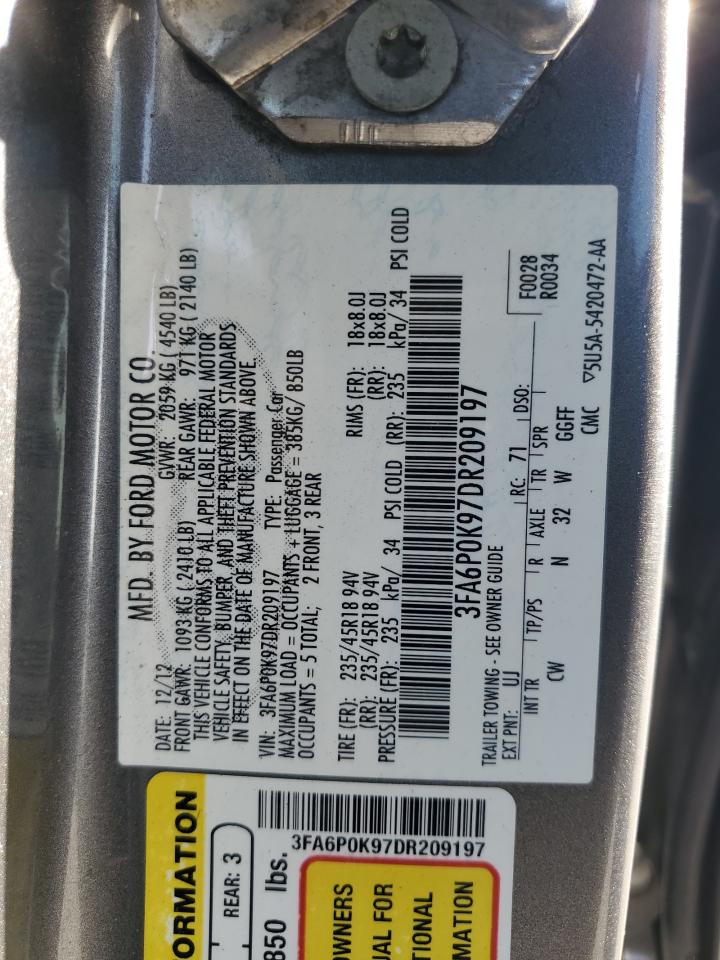 MFD. BY FORD MOTOR CO.
DATE: 12/12 GVWR: 2059 KG ( 4540 LB)
FRONT GAWR: 1093 KG ( 2410 LB) REAR GAWR: 971 KG ( 2140 LB)
THIS VEHICLE CONFORMS TO ALL APPLICABLE FEDERAL MOTOR
VEHICLE SAFETY, BUMPER, AND THEFT PREVENTION STANDARDS
IN EFFECT ON THE DATE OF MANUFACTURE SHOWN ABOVE.
VIN: 3FA6P0K97DR209197 TYPE: Passenger Car
MAXIMUM LOAD = OCCUPANTS + LUGGAGE = 385KG/ 850LB
OCCUPANTS = 5 TOTAL; 2 FRONT, 3 REAR
TIRE (FR): 235/45R18 94V RIMS (FR): 18x8.0J
(RR): 235/45R18 94V (RR): 18x8.0J
PRESSURE (FR): 235 kPa/ 34 PSI COLD (RR): 235 kPa/ 34 PSI COLD
3FA6P0K97DR209197
TRAILER TOWING - SEE OWNER GUIDE
F0028
R0034
EXT PNT: UJ RC: 71 DSO:
INT TR TP/PS R AXLE TR SPR
CW N 32 W GGFF
CMC ▽5U5A-5420472-AA
ORMATION
REAR: 3
850 lbs.
3FA6P0K97DR209197
OWNERS
UAL FOR
TIONAL
MATION